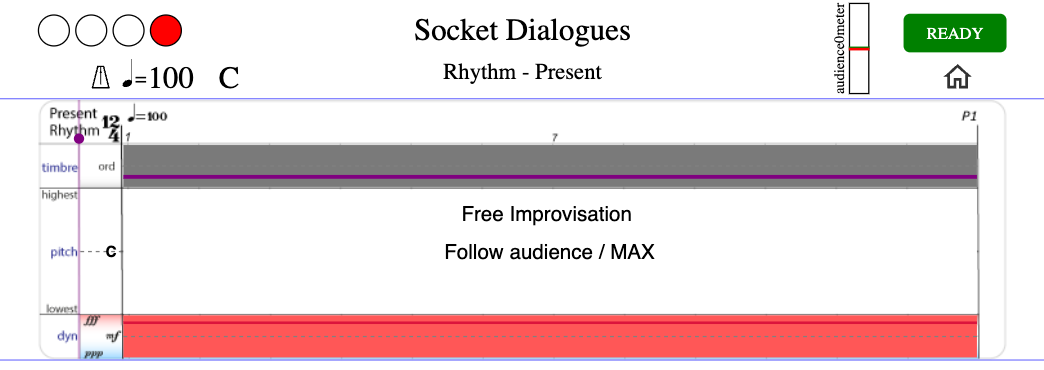 Socket Dialogues
audience0meter
READY
♩=100 C
Rhythm - Present
Present
Rhythm
12
4
♩=100
1
7
P1
timbre
ord
highest
Free Improvisation
pitch
C
Follow audience / MAX
lowest
fff
dyn
mf
ppp